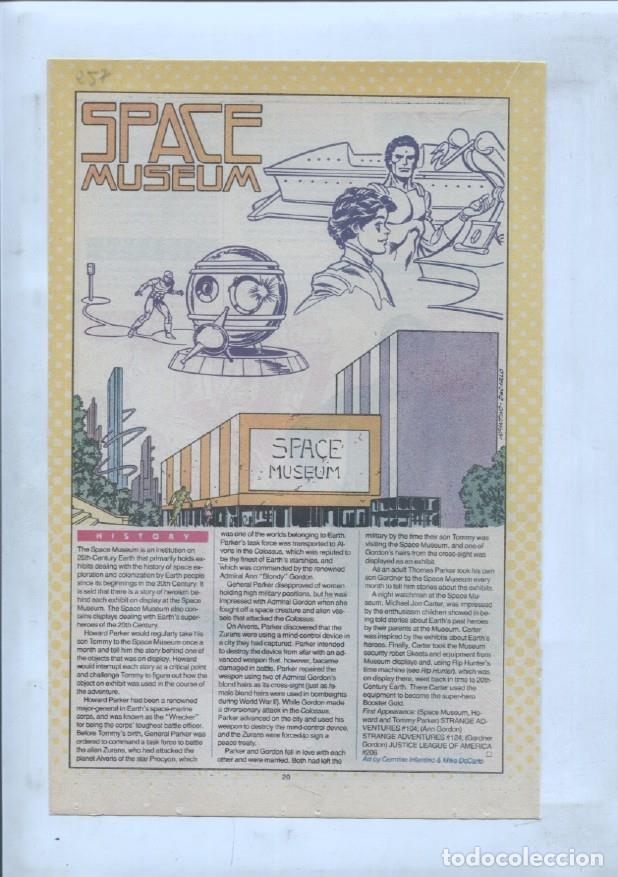 258
SPACE
MUSEUM
SPACE
MUSEUM
HISTORY
The Space Museum is an institution on
25th-Century Earth that primarily holds ex-
hibits dealing with the history of space ex-
ploration and colonization by Earth people
since its beginnings in the 20th Century. It
is said that there is a story of heroism be-
hind each exhibit on display at the Space
Museum. The Space Museum also con-
tains displays dealing with Earth's super-
heroes of the 20th Century.
Howard Parker would regularly take his
son Tommy to the Space Museum once a
month and tell him the story behind one of
the objects that was on display. Howard
would interrupt each story at a critical point
and challenge Tommy to figure out how the
object on exhibit was used in the course of
the adventure.
Howard Parker had been a renowned
major-general in Earth's space-marine
corps, and was known as the "Wrecker"
for being the corps' toughest battle officer.
Before Tommy's birth, General Parker was
ordered to command a task force to battle
the alien Zurans, who had attacked the
planet Alvoris of the star Procyon, which
was one of the worlds belonging to Earth.
Parker's task force was transported to Al-
voris in the Colossus, which was reputed to
be the finest of Earth's starships, and
which was commanded by the renowned
Admiral Ann "Blondy" Gordon.
General Parker disapproved of women
holding high military positions, but he was
impressed with Admiral Gordon when she
fought off a space creature and alien ves-
sels that attacked the Colossus.
On Alvoris, Parker discovered that the
Zurans were using a mind-control device in
a city they had captured. Parker intended
to destroy the device from afar with an ad-
vanced weapon that, however, became
damaged in battle. Parker repaired the
weapon using two of Admiral Gordon's
blond hairs as its cross-sight (just as fe-
male blond hairs were used in bombsights
during World War II). While Gordon made
a diversionary attack in the Colossus,
Parker advanced on the city and used his
weapon to destroy the mind-control device,
and the Zurans were forced to sign a
peace treaty.
Parker and Gordon fell in love with each
other and were married. Both had left the
military by the time their son Tommy was
visiting the Space Museum, and one of
Gordon's hairs from the cross-sight was
displayed as an exhibit.
As an adult Thomas Parker took his own
son Gardner to the Space Museum every
month to tell him stories about the exhibits.
A night watchman at the Space Mu-
seum, Michael Jon Carter, was impressed
by the enthusiasm children showed in be-
ing told stories about Earth's past heroes
by their parents at the Museum. Carter
was inspired by the exhibits about Earth's
heroes. Finally, Carter took the Museum
security robot Skeets and equipment from
Museum displays and, using Rip Hunter's
time machine (see Rip Hunter), which was
on display there, went back in time to 20th-
Century Earth. There Carter used the
equipment to become the super-hero
Booster Gold.
First Appearance: (Space Museum, Ho-
ward and Tommy Parker) STRANGE AD-
VENTURES #104; (Ann Gordon)
STRANGE ADVENTURES #124; (Gardner
Gordon) JUSTICE LEAGUE OF AMERICA
#206
Art by Carmine Infantino & Mike DeCarlo
20
todocoleccion
todocoleccion.net